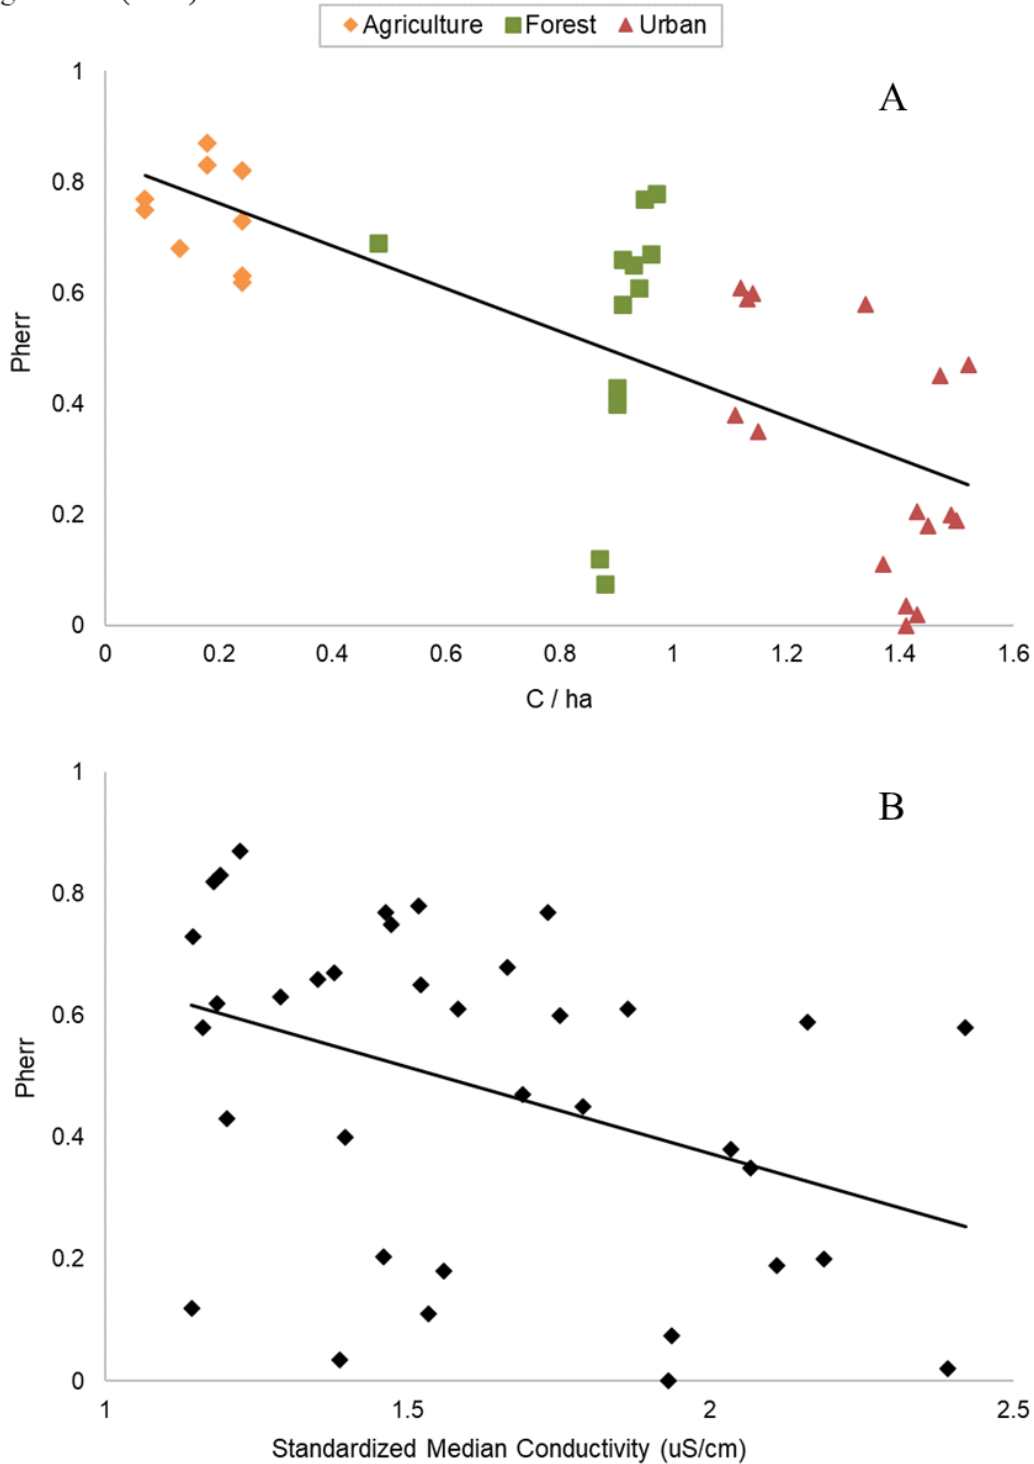 Agriculture Forest Urban
A
1
0.8
0.6
0.4
0.2
0
Pherr
0 0.2 0.4 0.6 0.8 1 1.2 1.4 1.6
C / ha
B
1
0.8
0.6
0.4
0.2
0
Pherr
1 1.5 2 2.5
Standardized Median Conductivity (uS/cm)